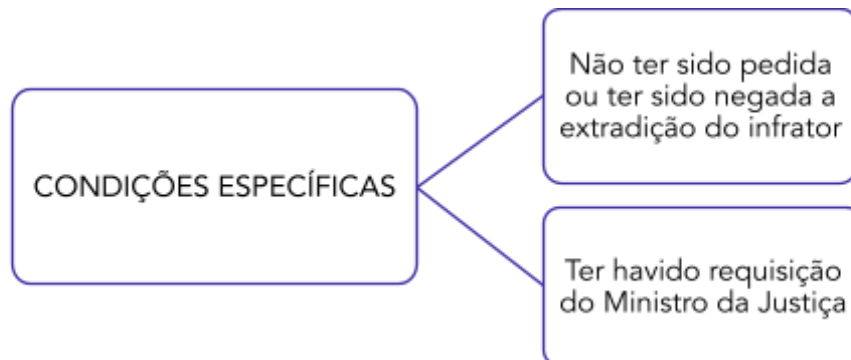 CONDIÇÕES ESPECÍFICAS
Não ter sido pedida
ou ter sido negada a
extradição do infrator
Ter havido requisição
do Ministro da Justiça